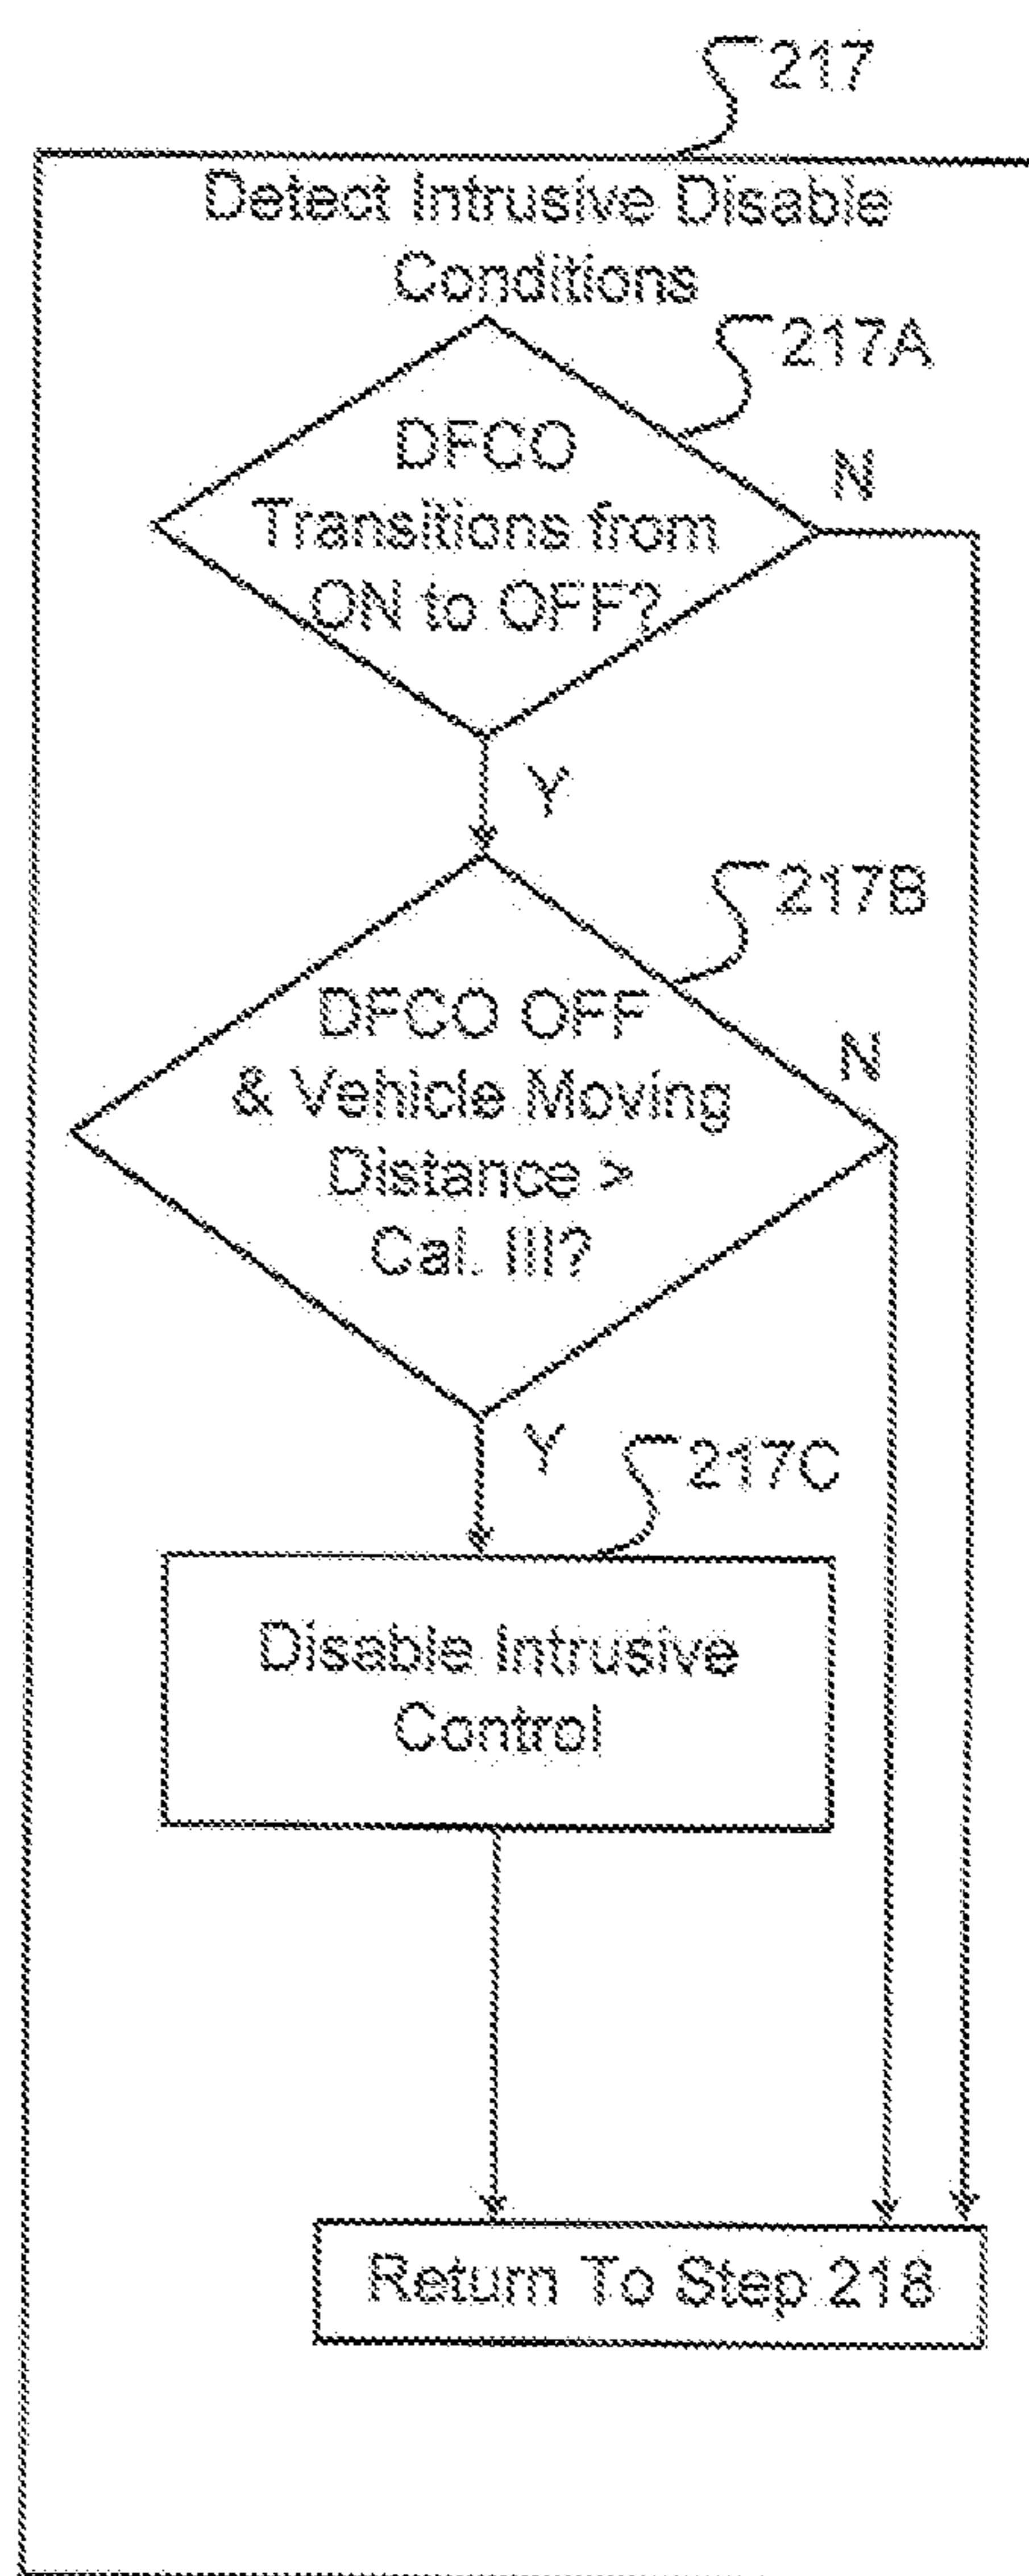 217
Detect Intrusive Disable
Conditions
217A
DFCO
Transitions from
ON to OFF?
N
Y
217B
DFCO OFF
& Vehicle Moving
Distance >
Cal. III?
N
Y
217C
Disable Intrusive
Control
Return To Step 218